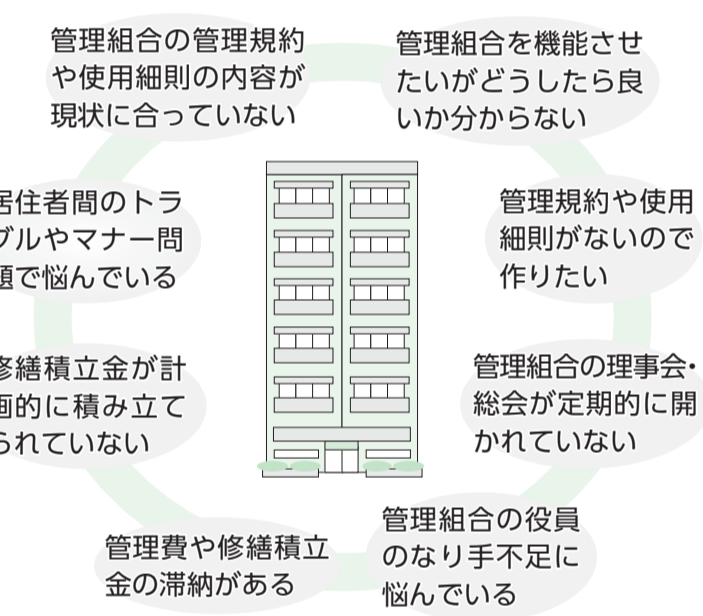 管理組合の管理規約
や使用細則の内容が
現状に合っていない
管理組合を機能させ
たいがどうしたら良
いか分からない
居住者間のトラ
ブルやマナー問
題で悩んでいる
管理規約や使用
細則がないので
作りたい
修繕積立金が計
画的に積み立て
られていない
管理組合の理事会・
総会が定期的に開
かれていない
管理費や修繕積立
金の滞納がある
管理組合の役員
のなり手不足に
悩んでいる